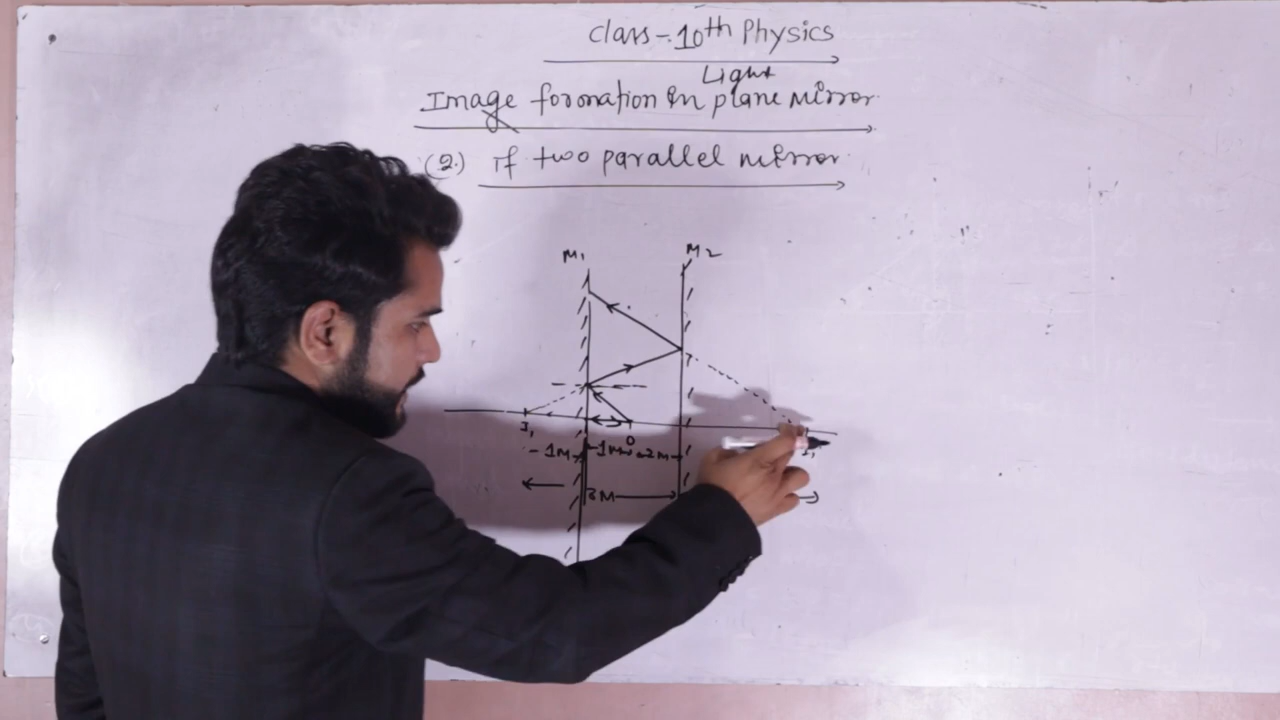 Class-10th Physics
Light
Image formation in plane mirror
(2.) if two parallel mirror
M1 M2
I, O
-1M 1M 2M
3M